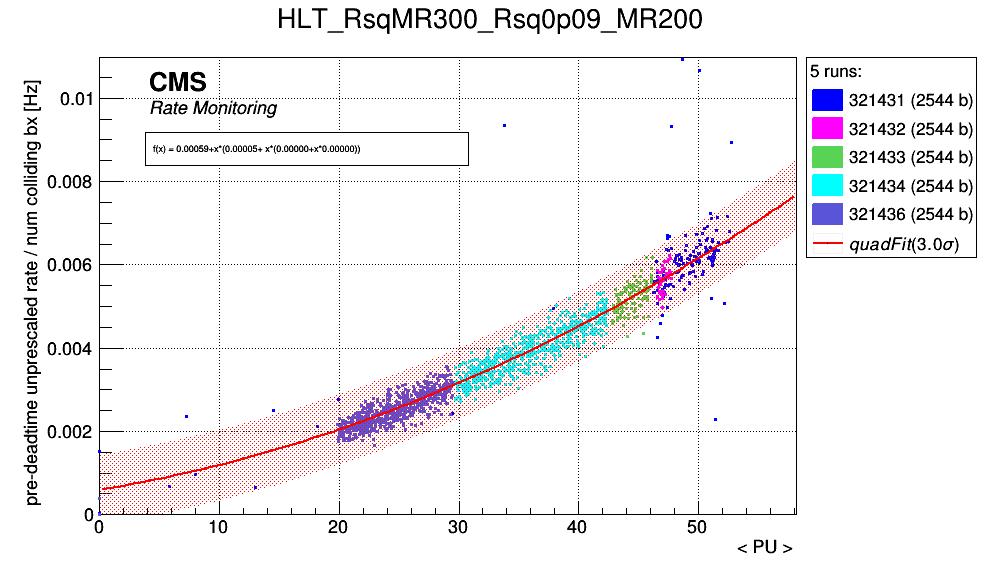 HLT_RsqMR300_Rsq0p09_MR200
pre-deadtime unprescaled rate / num colliding bx [Hz]
CMS
Rate Monitoring
f(x) = 0.00059+x*(0.00005+ x*(0.00000+x*0.00000))
0.01
0.008
0.006
0.004
0.002
0
0 10 20 30 40 50
< PU >
5 runs:
321431 (2544 b)
321432 (2544 b)
321433 (2544 b)
321434 (2544 b)
321436 (2544 b)
quadFit(3.0σ)